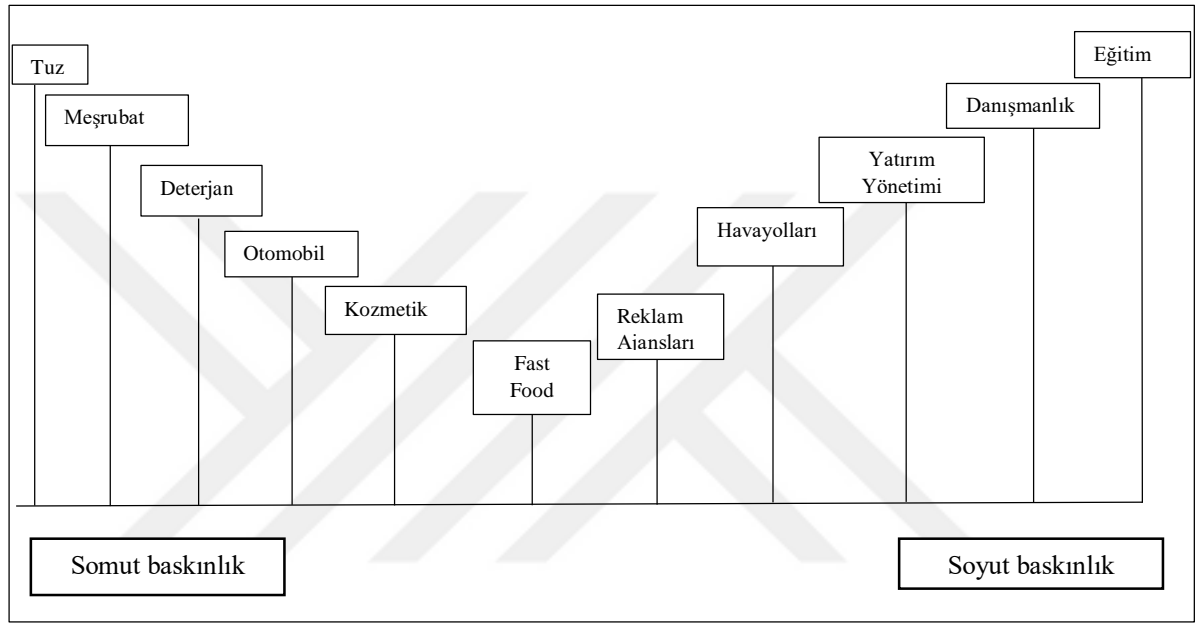 Tuz
Meşrubat
Deterjan
Otomobil
Kozmetik
Fast
Food
Reklam
Ajansları
Havayolları
Yatırım
Yönetimi
Danışmanlık
Eğitim
Somut baskınlık
Soyut baskınlık